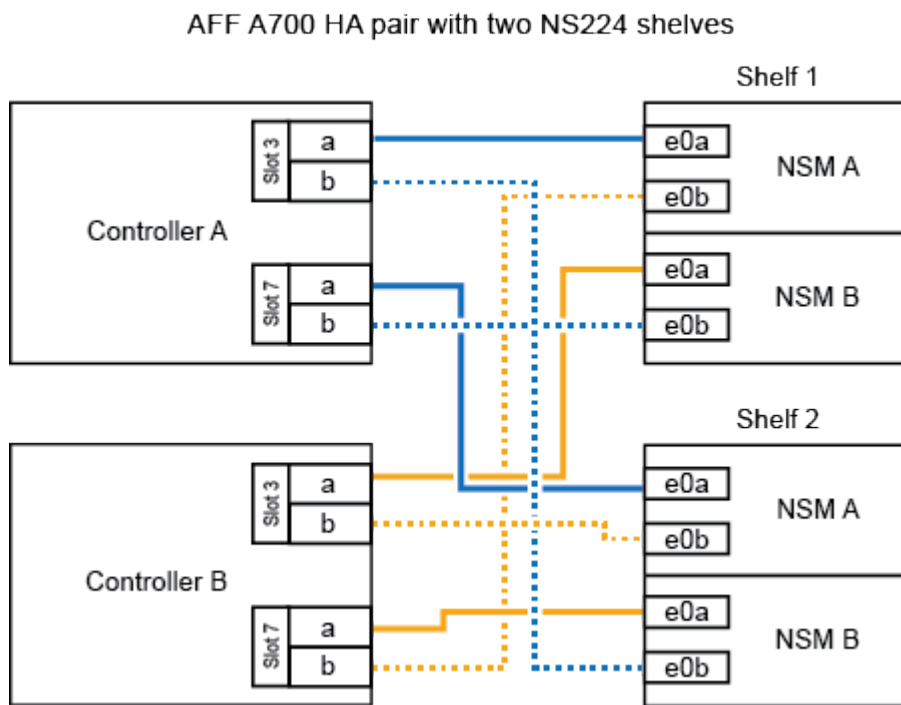 AFF A700 HA pair with two NS224 shelves
Shelf 1
Slot 3
a
b
Controller A
Slot 7
a
b
e0a
NSM A
e0b
e0a
NSM B
e0b
Shelf 2
Slot 3
a
b
Controller B
Slot 7
a
b
e0a
NSM A
e0b
e0a
NSM B
e0b